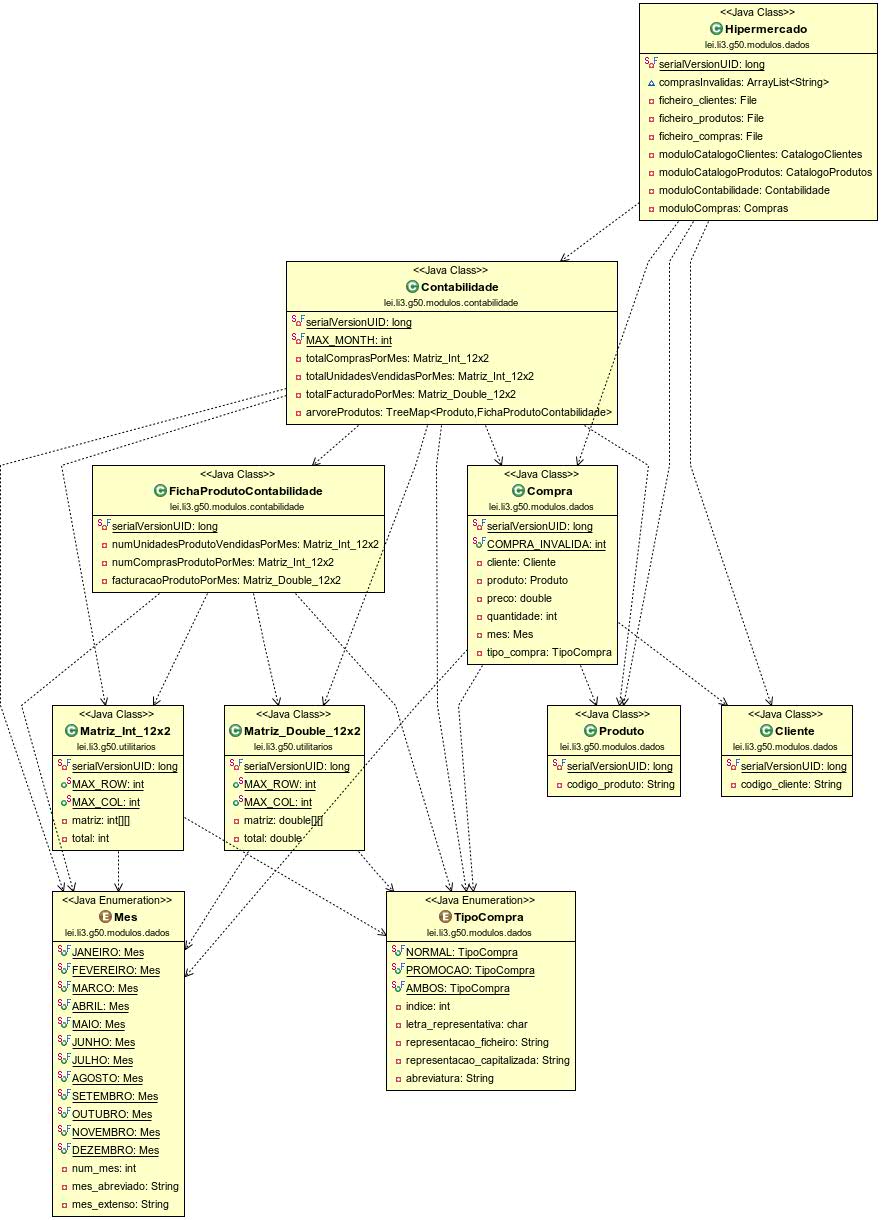 <<Java Class>>
Hipermercado
lei.li3.g50.modulos.dados
serialVersionUID: long
comprasInvalidas: ArrayList<String>
ficheiro_clientes: File
ficheiro_produtos: File
ficheiro_compras: File
moduloCatalogoClientes: CatalogoClientes
moduloCatalogoProdutos: CatalogoProdutos
moduloContabilidade: Contabilidade
moduloCompras: Compras
<<Java Class>>
Contabilidade
lei.li3.g50.modulos.contabilidade
serialVersionUID: long
MAX_MONTH: int
totalComprasPorMes: Matriz_Int_12x2
totalUnidadesVendidasPorMes: Matriz_Int_12x2
totalFacturadoPorMes: Matriz_Double_12x2
arvoreProdutos: TreeMap<Produto,FichaProdutoContabilidade>
<<Java Class>>
FichaProdutoContabilidade
lei.li3.g50.modulos.contabilidade
serialVersionUID: long
numUnidadesProdutoVendidasPorMes: Matriz_Int_12x2
numComprasProdutoPorMes: Matriz_Int_12x2
facturacaoProdutoPorMes: Matriz_Double_12x2
<<Java Class>>
Compra
lei.li3.g50.modulos.dados
serialVersionUID: long
COMPRA_INVALIDA: int
cliente: Cliente
produto: Produto
preco: double
quantidade: int
mes: Mes
tipo_compra: TipoCompra
<<Java Class>>
Matriz_Int_12x2
lei.li3.g50.utilitarios
serialVersionUID: long
MAX_ROW: int
MAX_COL: int
matriz: int[][]
total: int
<<Java Class>>
Matriz_Double_12x2
lei.li3.g50.utilitarios
serialVersionUID: long
MAX_ROW: int
MAX_COL: int
matriz: double[][]
total: double
<<Java Class>>
Produto
lei.li3.g50.modulos.dados
serialVersionUID: long
codigo_produto: String
<<Java Class>>
Cliente
lei.li3.g50.modulos.dados
serialVersionUID: long
codigo_cliente: String
<<Java Enumeration>>
Mes
lei.li3.g50.modulos.dados
JANEIRO: Mes
FEVEREIRO: Mes
MARCO: Mes
ABRIL: Mes
MAIO: Mes
JUNHO: Mes
JULHO: Mes
AGOSTO: Mes
SETEMBRO: Mes
OUTUBRO: Mes
NOVEMBRO: Mes
DEZEMBRO: Mes
num_mes: int
mes_abreviado: String
mes_extenso: String
<<Java Enumeration>>
TipoCompra
lei.li3.g50.modulos.dados
NORMAL: TipoCompra
PROMOCAO: TipoCompra
AMBOS: TipoCompra
indice: int
letra_representativa: char
representacao_ficheiro: String
representacao_capitalizada: String
abreviatura: String